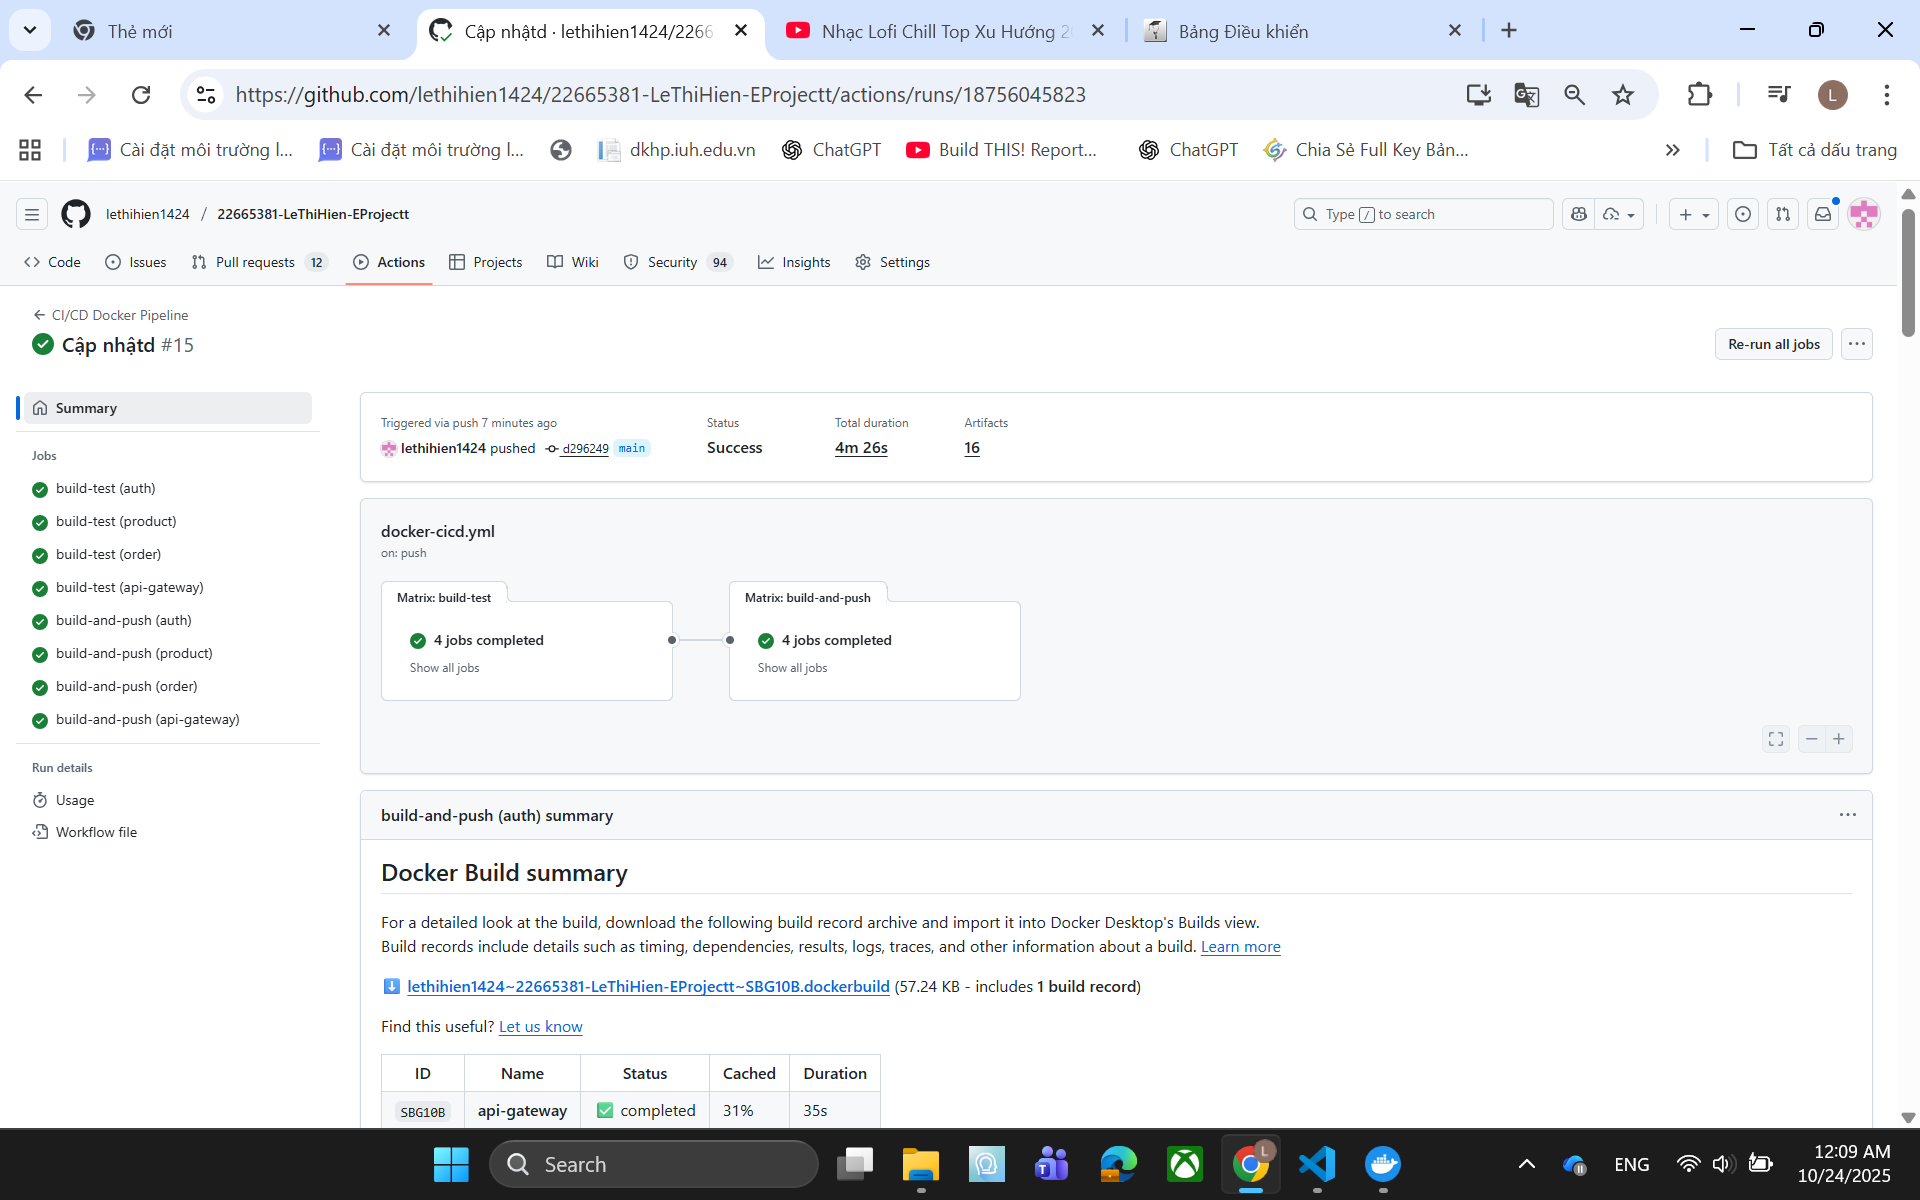 Thẻ mới
Cập nhậtd · lethihien1424/2266
Nhạc Lofi Chill Top Xu Hướng 2
Bảng Điều khiển
https://github.com/lethihien1424/22665381-LeThiHien-EProjectt/actions/runs/18756045823
L
Cài đặt môi trường l...
Cài đặt môi trường l...
dkhp.iuh.edu.vn
ChatGPT
Build THIS! Report...
ChatGPT
Chia Sẻ Full Key Bản...
Tất cả dấu trang
lethihien1424 / 22665381-LeThiHien-EProjectt
Type / to search
Code
Issues
Pull requests 12
Actions
Projects
Wiki
Security 94
Insights
Settings
CI/CD Docker Pipeline
Cập nhậtd #15
Re-run all jobs
Summary
Jobs
build-test (auth)
build-test (product)
build-test (order)
build-test (api-gateway)
build-and-push (auth)
build-and-push (product)
build-and-push (order)
build-and-push (api-gateway)
Run details
Usage
Workflow file
Triggered via push 7 minutes ago
lethihien1424 pushed d296249 main
Status
Success
Total duration
4m 26s
Artifacts
16
docker-cicd.yml
on: push
Matrix: build-test
4 jobs completed
Show all jobs
Matrix: build-and-push
4 jobs completed
Show all jobs
build-and-push (auth) summary
Docker Build summary
For a detailed look at the build, download the following build record archive and import it into Docker Desktop's Builds view.
Build records include details such as timing, dependencies, results, logs, traces, and other information about a build. Learn more
lethihien1424~22665381-LeThiHien-EProjectt~SBG10B.dockerbuild (57.24 KB - includes 1 build record)
Find this useful? Let us know
ID Name Status Cached Duration
SBG10B api-gateway completed 31% 35s
Search
L
ENG
12:09 AM
10/24/2025